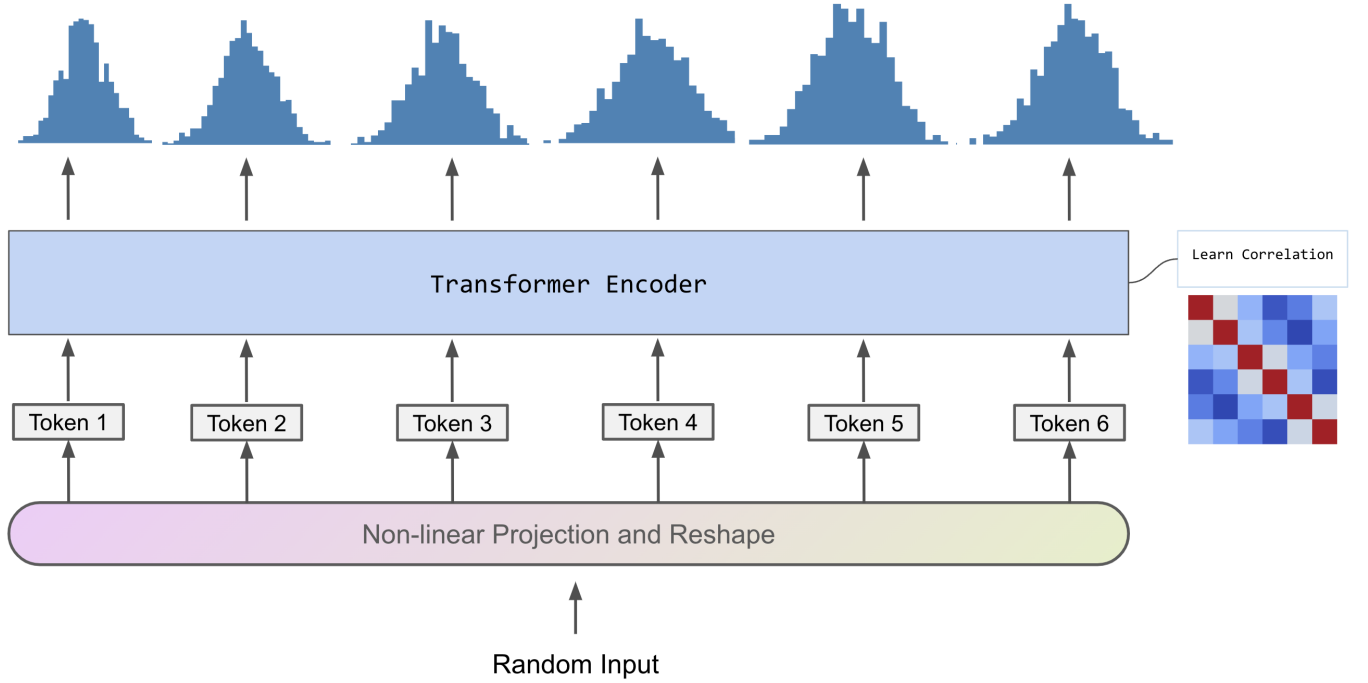 Transformer Encoder
Learn Correlation
Token 1
Token 2
Token 3
Token 4
Token 5
Token 6
Non-linear Projection and Reshape
Random Input